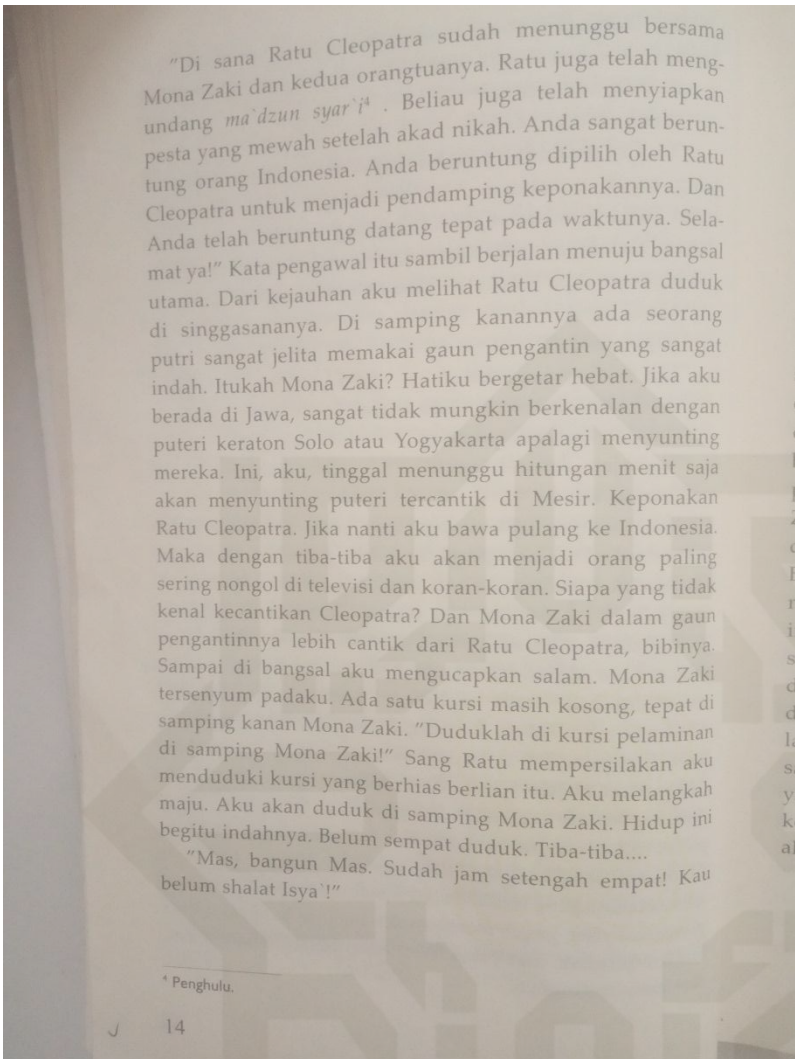 "Di sana Ratu Cleopatra sudah menunggu bersama
Mona Zaki dan kedua orangtuanya. Ratu juga telah meng-
undang ma`dzun syar`i⁴ . Beliau juga telah menyiapkan
pesta yang mewah setelah akad nikah. Anda sangat berun-
tung orang Indonesia. Anda beruntung dipilih oleh Ratu
Cleopatra untuk menjadi pendamping keponakannya. Dan
Anda telah beruntung datang tepat pada waktunya. Sela-
mat ya!" Kata pengawal itu sambil berjalan menuju bangsal
utama. Dari kejauhan aku melihat Ratu Cleopatra duduk
di singgasananya. Di samping kanannya ada seorang
putri sangat jelita memakai gaun pengantin yang sangat
indah. Itukah Mona Zaki? Hatiku bergetar hebat. Jika aku
berada di Jawa, sangat tidak mungkin berkenalan dengan
puteri keraton Solo atau Yogyakarta apalagi menyunting
mereka. Ini, aku, tinggal menunggu hitungan menit saja
akan menyunting puteri tercantik di Mesir. Keponakan
Ratu Cleopatra. Jika nanti aku bawa pulang ke Indonesia.
Maka dengan tiba-tiba aku akan menjadi orang paling
sering nongol di televisi dan koran-koran. Siapa yang tidak
kenal kecantikan Cleopatra? Dan Mona Zaki dalam gaun
pengantinnya lebih cantik dari Ratu Cleopatra, bibinya.
Sampai di bangsal aku mengucapkan salam. Mona Zaki
tersenyum padaku. Ada satu kursi masih kosong, tepat di
samping kanan Mona Zaki. "Duduklah di kursi pelaminan
di samping Mona Zaki!" Sang Ratu mempersilakan aku
menduduki kursi yang berhias berlian itu. Aku melangkah
maju. Aku akan duduk di samping Mona Zaki. Hidup ini
begitu indahnya. Belum sempat duduk. Tiba-tiba....
"Mas, bangun Mas. Sudah jam setengah empat! Kau
belum shalat Isya`!"
⁴ Penghulu.
14